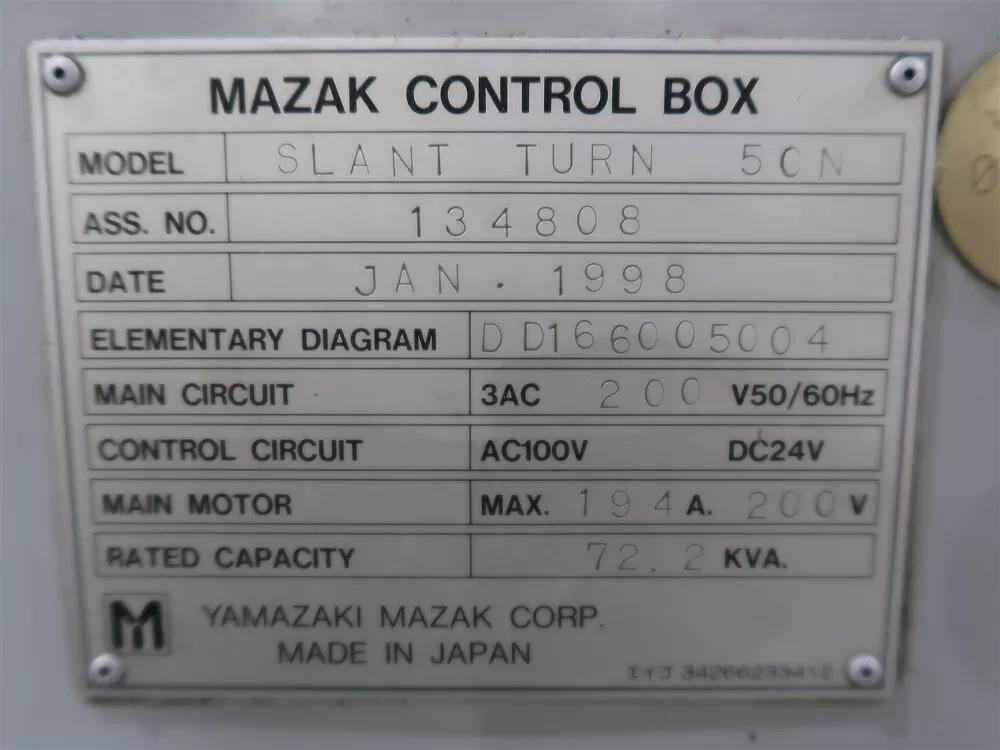 MAZAK CONTROL BOX
MODEL SLANT TURN 50N
ASS. NO. 134808
DATE JAN. 1998
ELEMENTARY DIAGRAM DD166005004
MAIN CIRCUIT 3AC 200 V50/60Hz
CONTROL CIRCUIT AC100V DC24V
MAIN MOTOR MAX. 194 A. 200 V
RATED CAPACITY 72.2 KVA.
YAMAZAKI MAZAK CORP.
MADE IN JAPAN